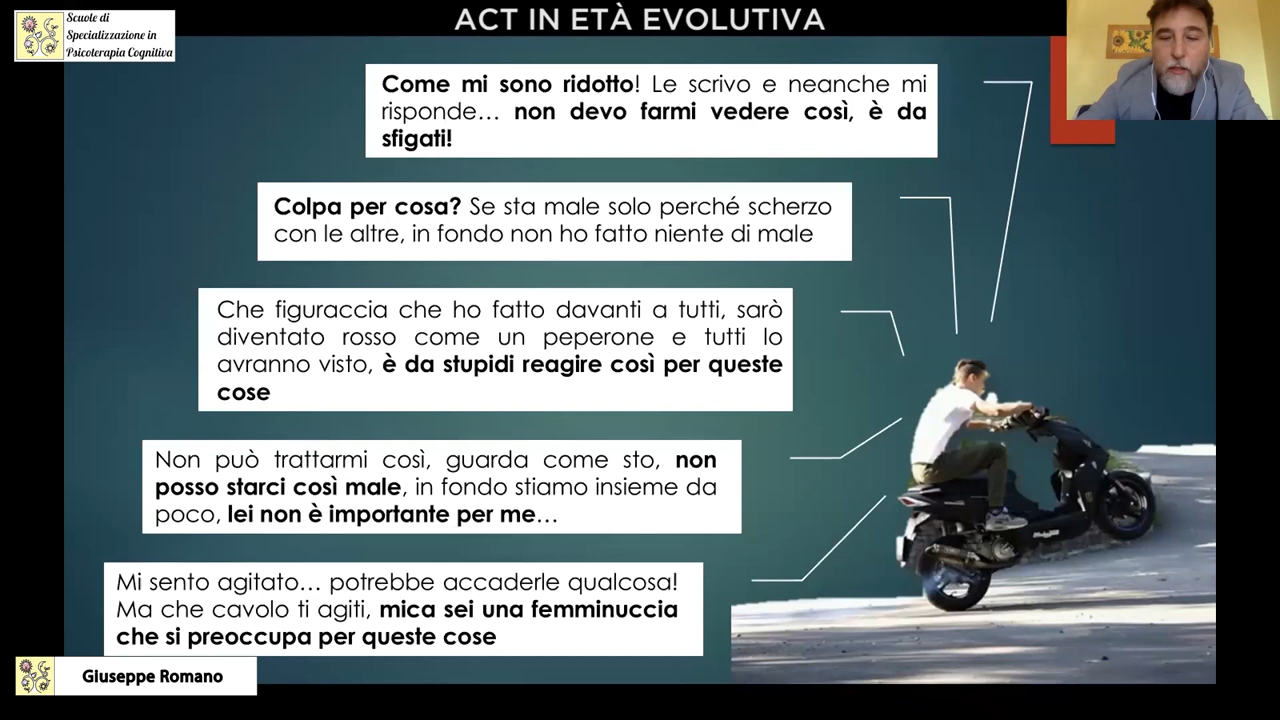 ACT IN ETÀ EVOLUTIVA
Scuole di
Specializzazione in
Psicoterapia Cognitiva
Come mi sono ridotto! Le scrivo e neanche mi
risponde… non devo farmi vedere così, è da
sfigati!
Colpa per cosa? Se sta male solo perché scherzo
con le altre, in fondo non ho fatto niente di male
Che figuraccia che ho fatto davanti a tutti, sarò
diventato rosso come un peperone e tutti lo
avranno visto, è da stupidi reagire così per queste
cose
Non può trattarmi così, guarda come sto, non
posso starci così male, in fondo stiamo insieme da
poco, lei non è importante per me…
Mi sento agitato… potrebbe accaderle qualcosa!
Ma che cavolo ti agiti, mica sei una femminuccia
che si preoccupa per queste cose
Giuseppe Romano